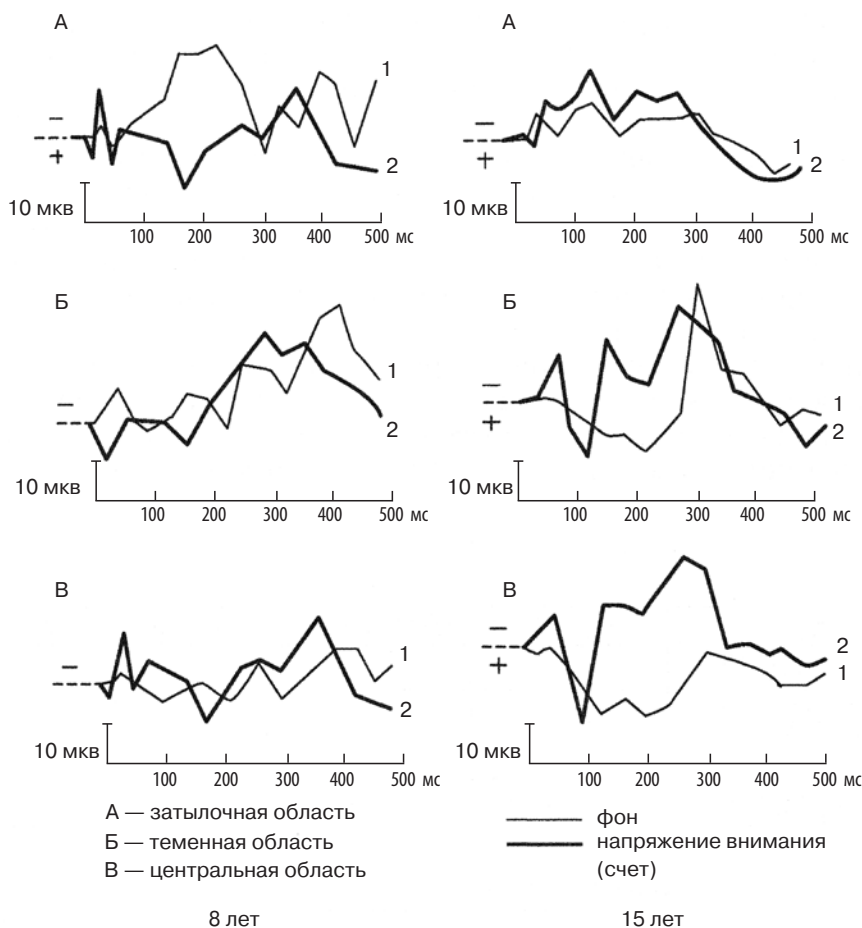 А
1
2
−
+
10 мкв
100 200 300 400 500 мс
А
1
2
−
+
10 мкв
100 200 300 400 500 мс
Б
1
2
−
10 мкв
100 200 300 400 500 мс
Б
1
2
−
+
10 мкв
100 200 300 400 500 мс
В
1
2
−
10 мкв
100 200 300 400 500 мс
В
2
1
−
+
10 мкв
100 200 300 400 500 мс
А — затылочная область
Б — теменная область
В — центральная область
фон
напряжение внимания
(счет)
8 лет
15 лет